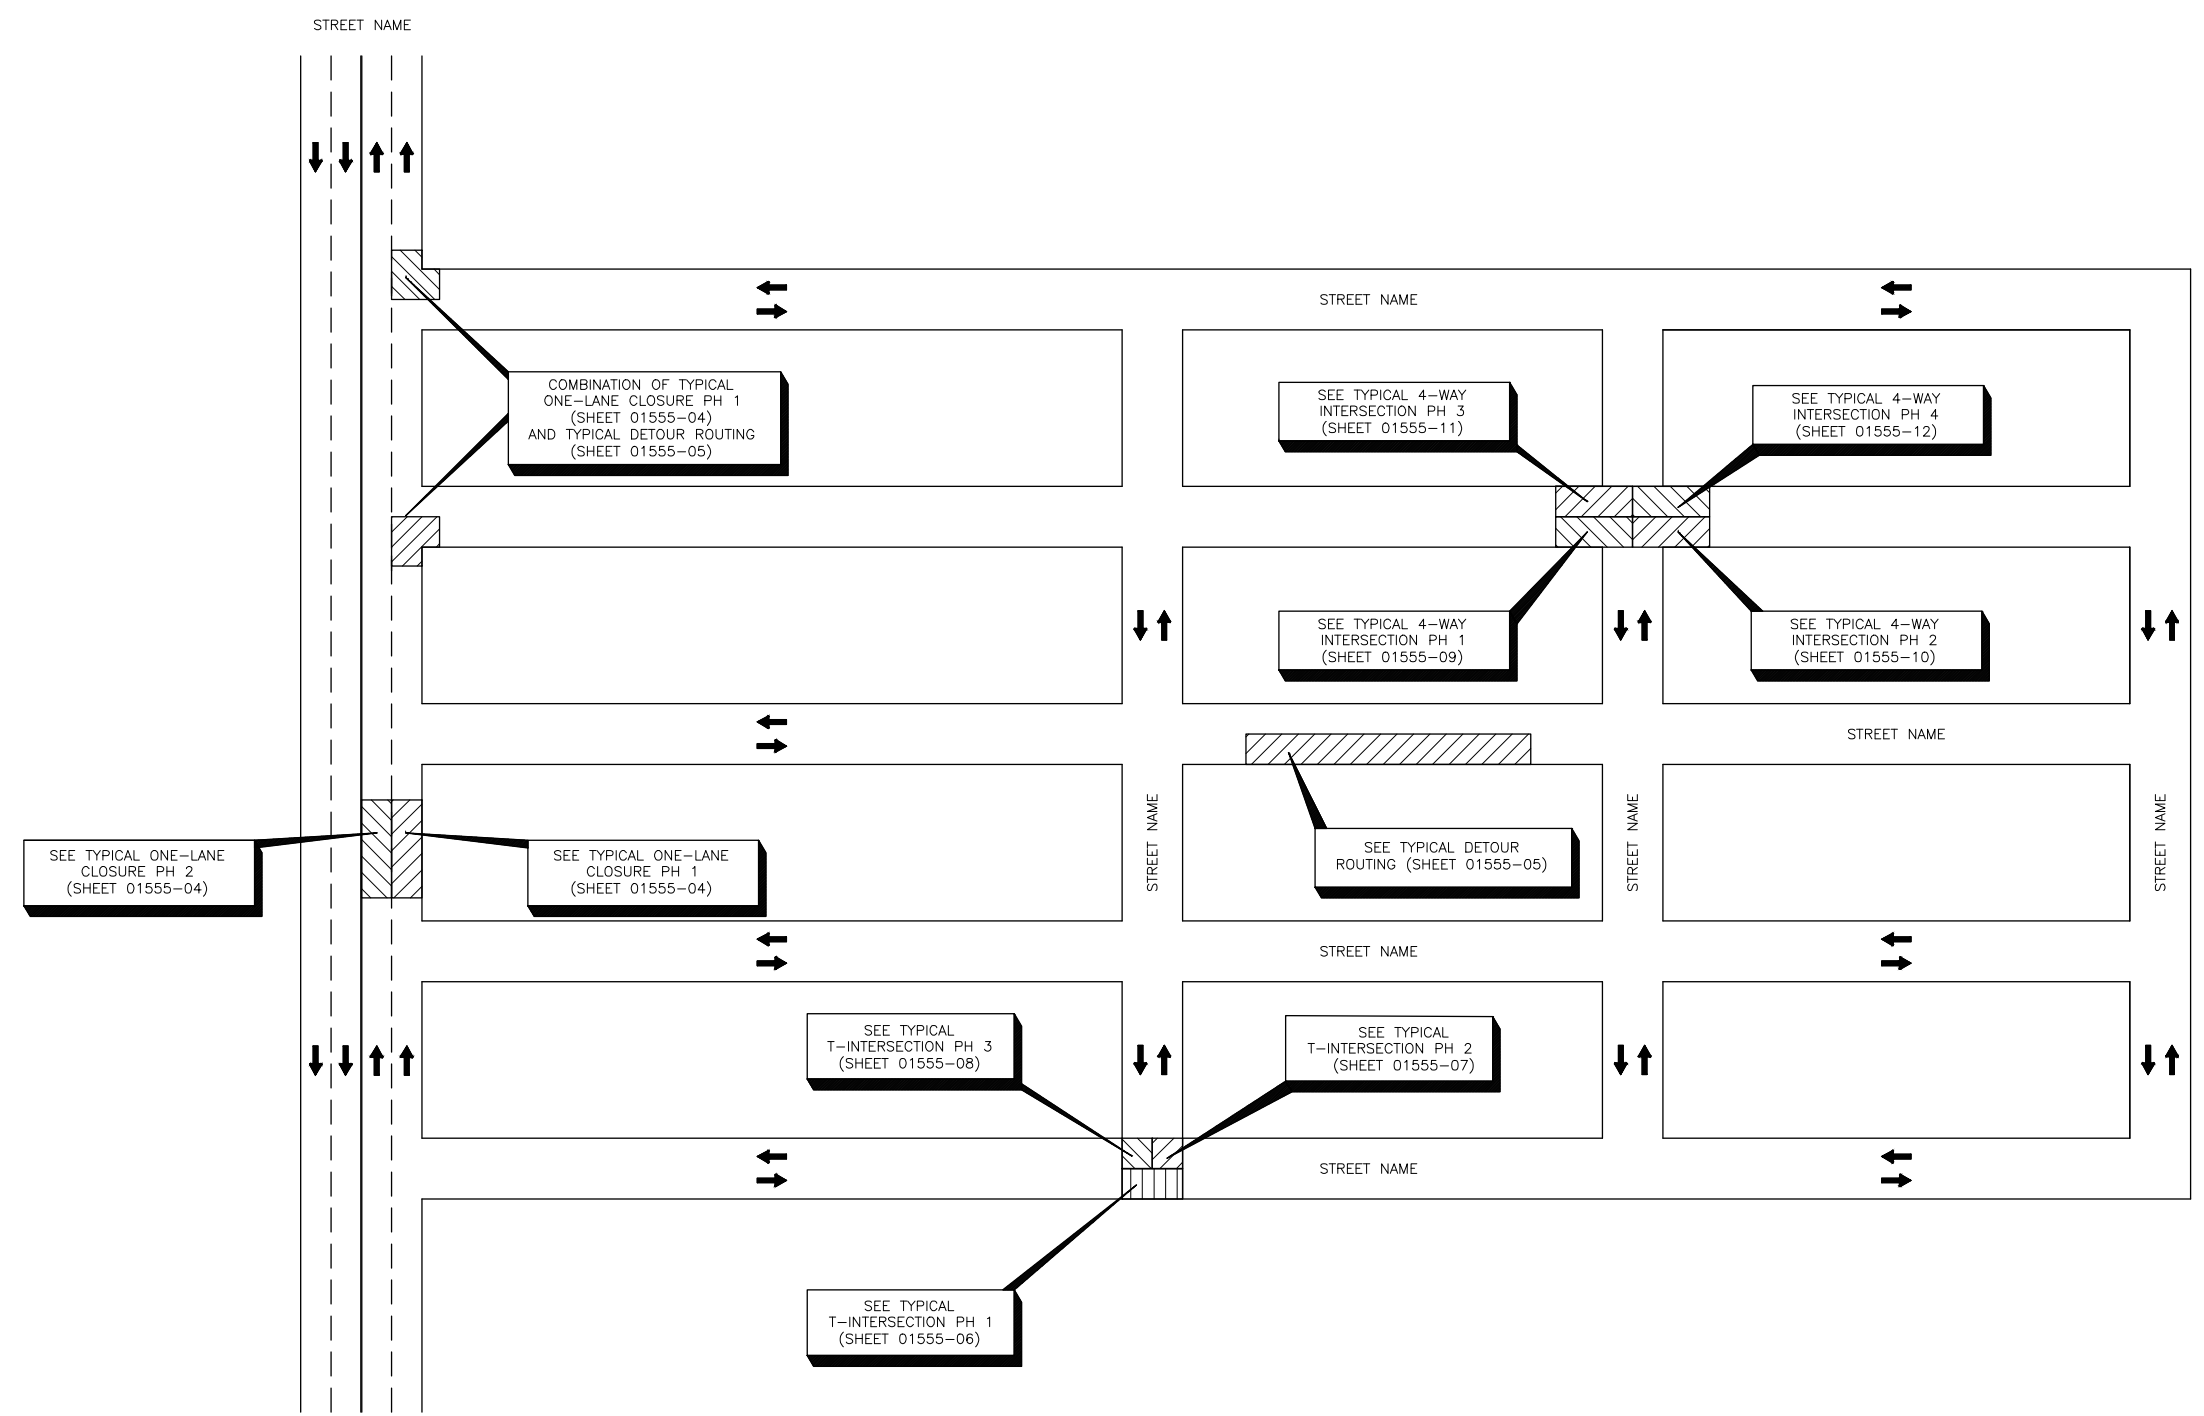 STREET NAME
STREET NAME
COMBINATION OF TYPICAL
ONE-LANE CLOSURE PH 1
(SHEET 01555-04)
AND TYPICAL DETOUR ROUTING
(SHEET 01555-05)
SEE TYPICAL 4-WAY
INTERSECTION PH 3
(SHEET 01555-11)
SEE TYPICAL 4-WAY
INTERSECTION PH 4
(SHEET 01555-12)
SEE TYPICAL 4-WAY
INTERSECTION PH 1
(SHEET 01555-09)
SEE TYPICAL 4-WAY
INTERSECTION PH 2
(SHEET 01555-10)
STREET NAME
SEE TYPICAL ONE-LANE
CLOSURE PH 2
(SHEET 01555-04)
SEE TYPICAL ONE-LANE
CLOSURE PH 1
(SHEET 01555-04)
STREET NAME
SEE TYPICAL DETOUR
ROUTING (SHEET 01555-05)
STREET NAME
STREET NAME
STREET NAME
SEE TYPICAL
T-INTERSECTION PH 3
(SHEET 01555-08)
SEE TYPICAL
T-INTERSECTION PH 2
(SHEET 01555-07)
STREET NAME
SEE TYPICAL
T-INTERSECTION PH 1
(SHEET 01555-06)